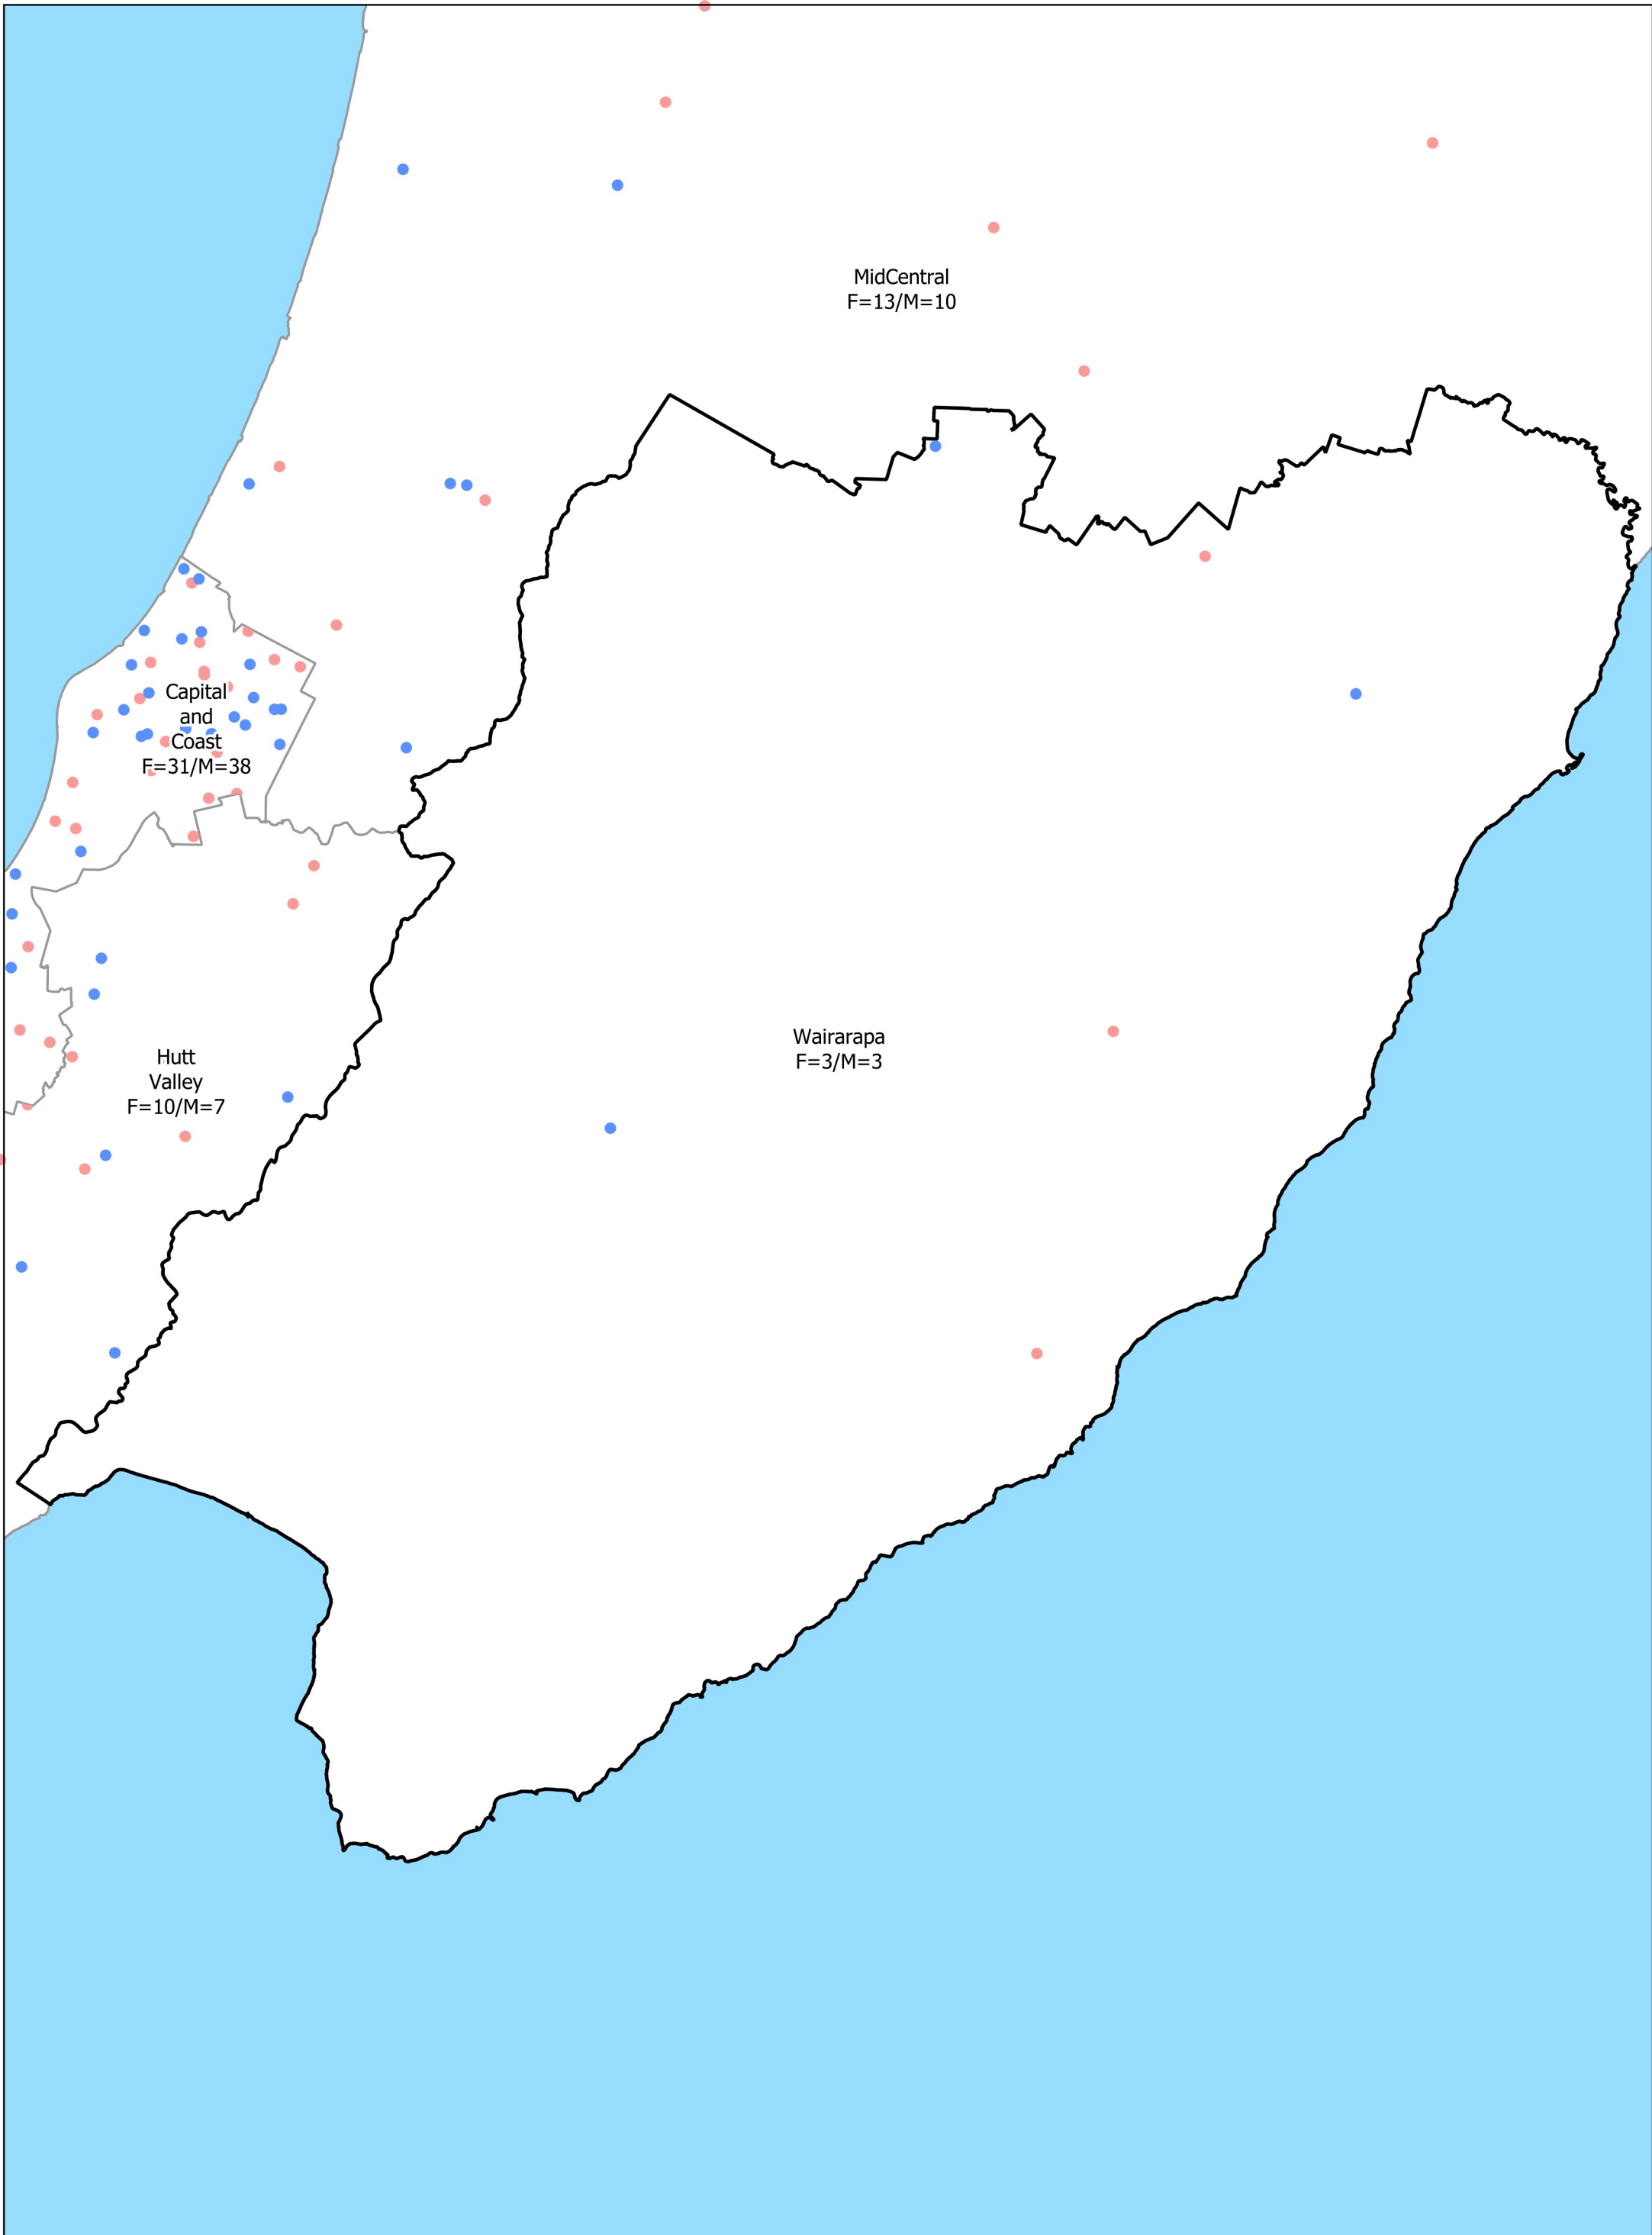 MidCentral
F=13/M=10
Capital
and
Coast
F=31/M=38
Wairarapa
F=3/M=3
Hutt
Valley
F=10/M=7